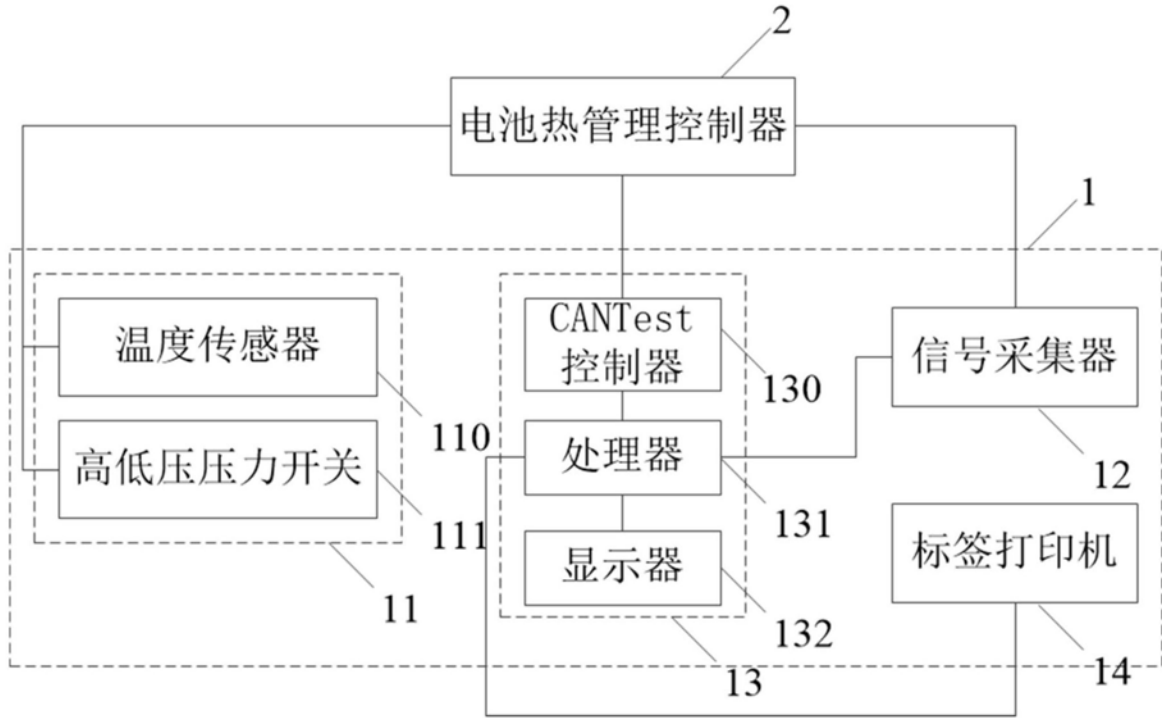 2
电池热管理控制器
1
温度传感器
110
高低压压力开关
111
11
CANTest
控制器
130
处理器
131
显示器
132
13
信号采集器
12
标签打印机
14